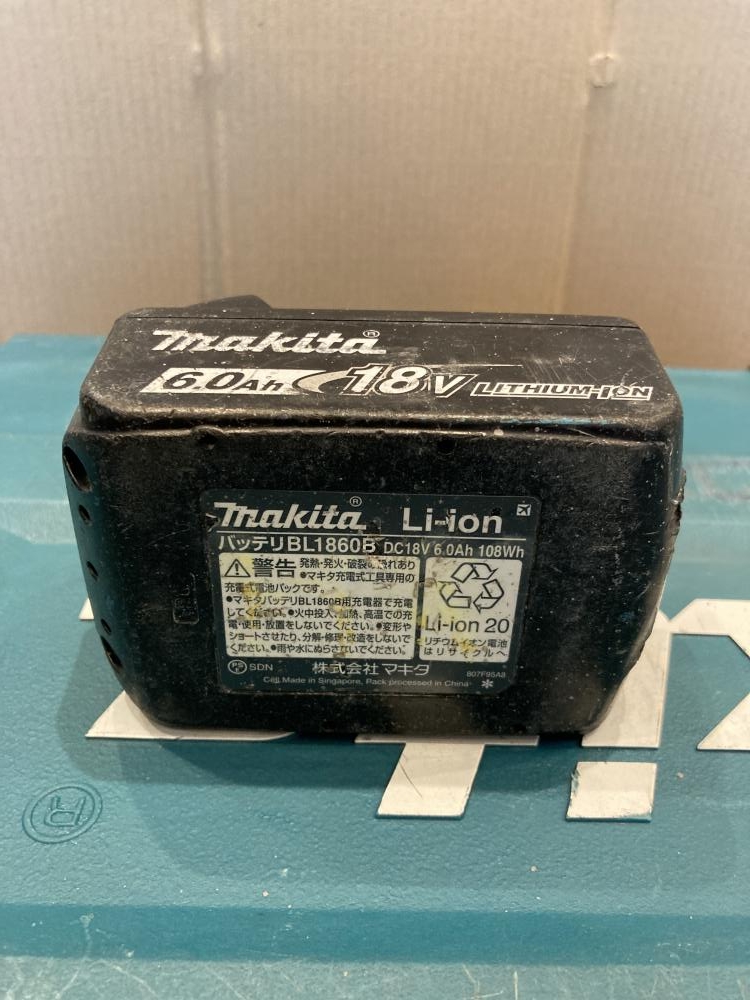 makita®
6.0Ah 18V LITHIUM-ION
makita® Li-ion
バッテリBL1860B DC18V 6.0Ah 108Wh
警告 発熱・発火・破裂の恐れあり
●マキタ充電式工具専用の
充電式電池パックです。
●マキタバッテリBL1860B用充電器で充電
してください。●火中投入、加熱、高温での充
電・使用・放置をしないでください。●変形や
ショートさせたり、分解・修理・改造をしないで
ください。●雨や水にぬらさないでください。
Li-ion 20
リチウムイオン電池
はリサイクルへ
PS E SDN 株式会社マキタ 807F95A8
Cell Made in Singapore, Pack processed in China
R